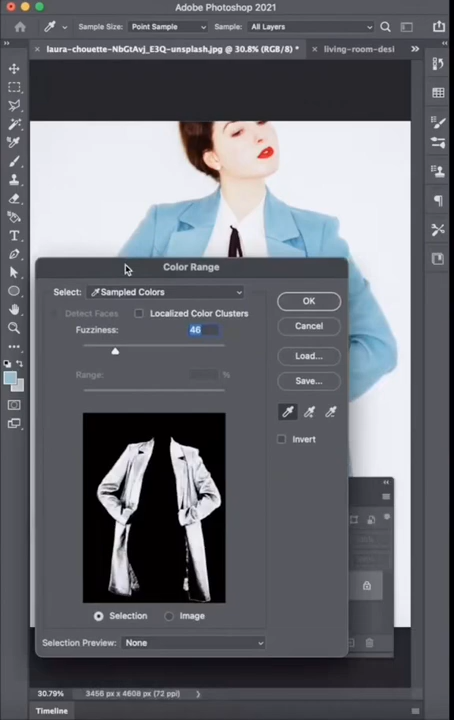 Adobe Photoshop 2021
Sample Size: Point Sample Sample: All Layers
laura-chouette-NbGtAvj_E3Q-unsplash.jpg @ 30.8% (RGB/8) * living-room-desi
Color Range
Select: Sampled Colors
Detect Faces Localized Color Clusters
Fuzziness: 46
Range: %
OK
Cancel
Load...
Save...
Invert
Selection Image
Selection Preview: None
30.79% 3456 px x 4608 px (72 ppi)
Timeline